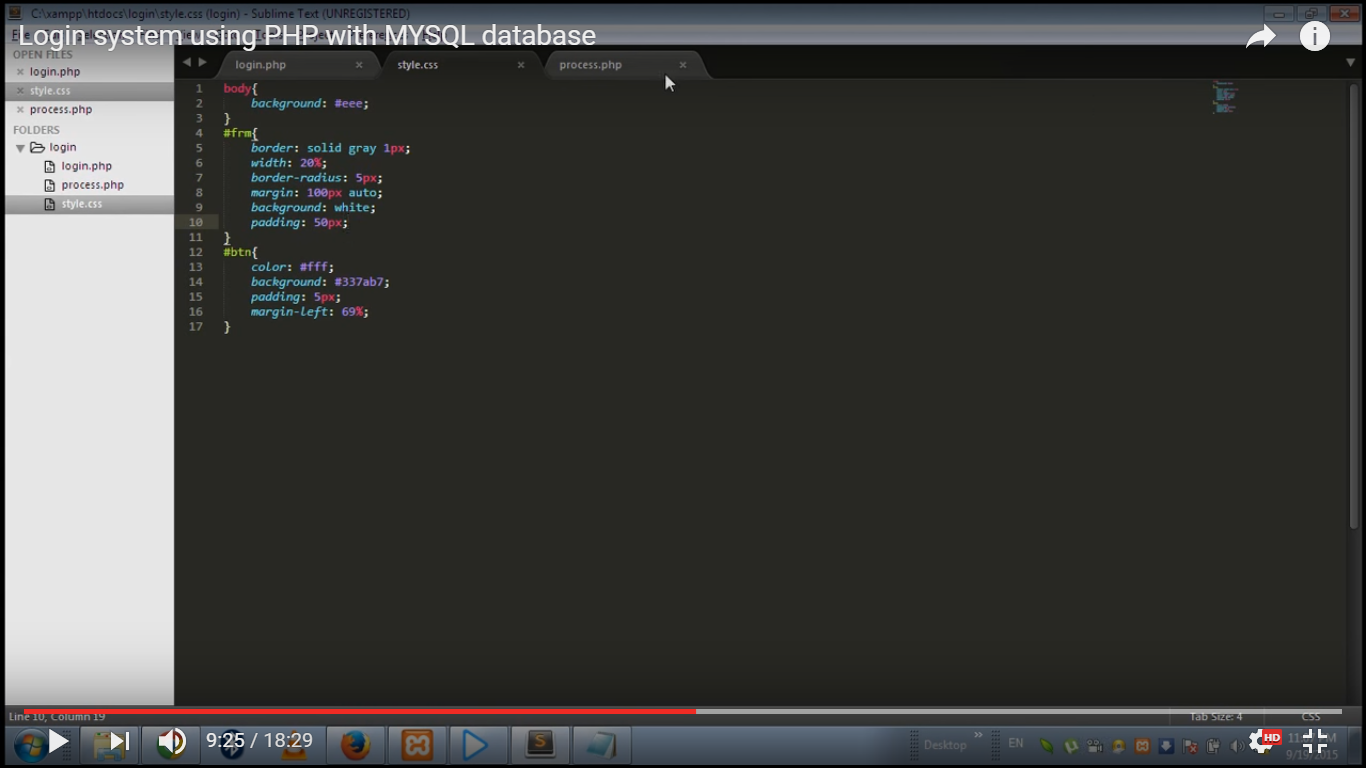 C:\xampp\htdocs\login\style.css (login) - Sublime Text (UNREGISTERED)
Login system using PHP with MYSQL database
OPEN FILES
login.php
style.css
process.php
FOLDERS
login
login.php
process.php
style.css
login.php
style.css
process.php
1 body{
2 background: #eee;
3 }
4 #frm{
5 border: solid gray 1px;
6 width: 20%;
7 border-radius: 5px;
8 margin: 100px auto;
9 background: white;
10 padding: 50px;
11 }
12 #btn{
13 color: #fff;
14 background: #337ab7;
15 padding: 5px;
16 margin-left: 69%;
17 }
Line 10, Column 19
Tab Size: 4
CSS
9:25 / 18:29
Desktop
EN
HD
9/19/2015